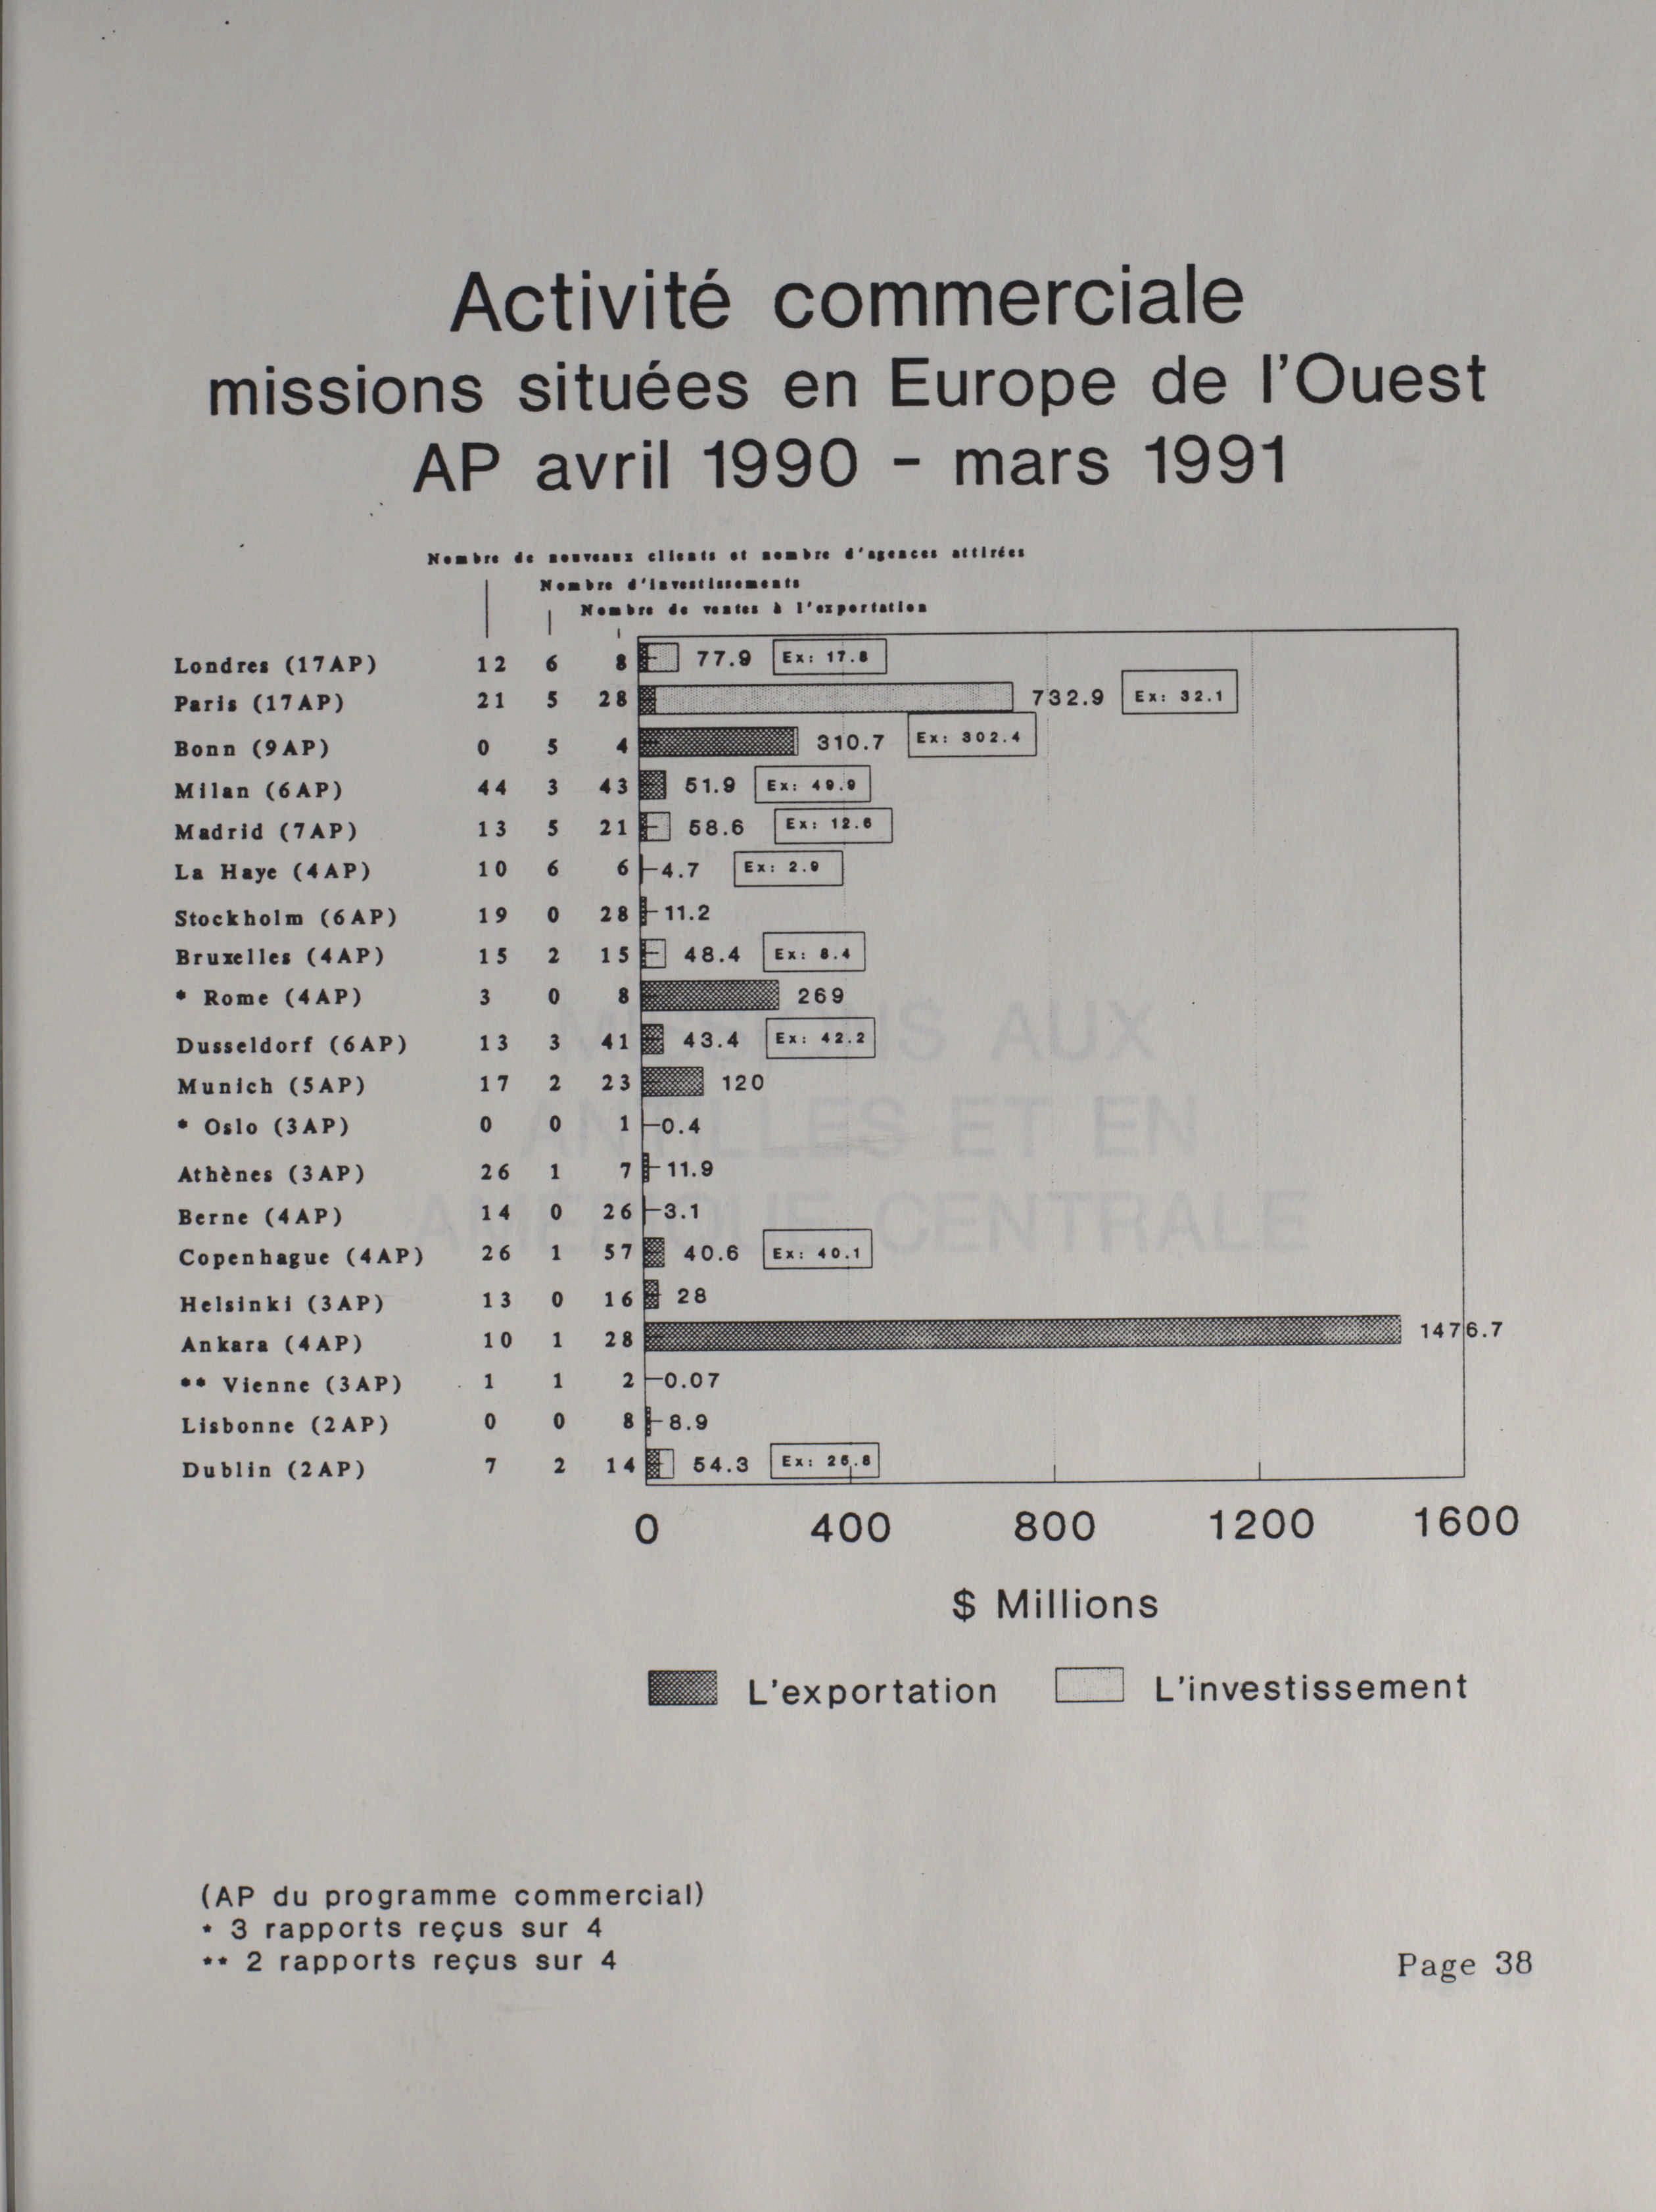 Activité commerciale
missions situées en Europe de l'Ouest
AP avril 1990 - mars 1991
Nombre de nouveaux clients et nombre d'agences attirées
Nombre d'investissements
Nombre de ventes à l'exportation
Londres (17AP) 12 6 8 77.9 Ex: 17.8
Paris (17AP) 21 5 28 732.9 Ex: 32.1
Bonn (9AP) 0 5 4 310.7 Ex: 302.4
Milan (6AP) 44 3 43 51.9 Ex: 49.9
Madrid (7AP) 13 5 21 58.6 Ex: 12.6
La Haye (4AP) 10 6 6 4.7 Ex: 2.9
Stockholm (6AP) 19 0 28 11.2
Bruxelles (4AP) 15 2 15 48.4 Ex: 8.4
* Rome (4AP) 3 0 8 269
Dusseldorf (6AP) 13 3 41 43.4 Ex: 42.2
Munich (5AP) 17 2 23 120
* Oslo (3AP) 0 0 1 0.4
Athènes (3AP) 26 1 7 11.9
Berne (4AP) 14 0 26 3.1
Copenhague (4AP) 26 1 57 40.6 Ex: 40.1
Helsinki (3AP) 13 0 16 28
Ankara (4AP) 10 1 28 1476.7
** Vienne (3AP) 1 1 2 0.07
Lisbonne (2AP) 0 0 8 8.9
Dublin (2AP) 7 2 14 54.3 Ex: 26.8
0 400 800 1200 1600
$ Millions
L'exportation L'investissement
(AP du programme commercial)
* 3 rapports reçus sur 4
** 2 rapports reçus sur 4
Page 38